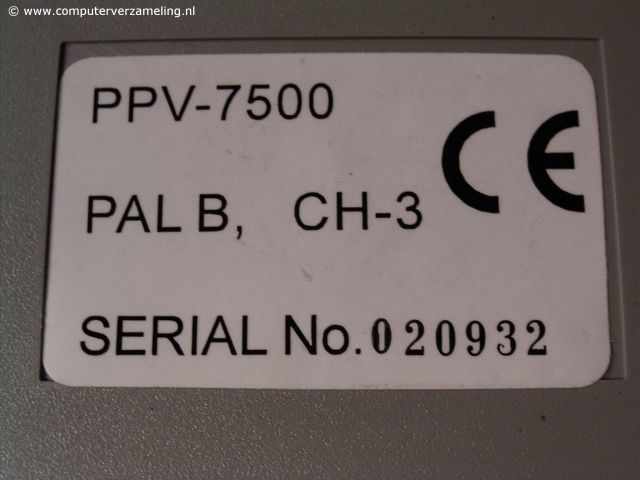 © www.computerverzameling.nl
PPV-7500
CE
PAL B, CH-3
SERIAL No. 020932